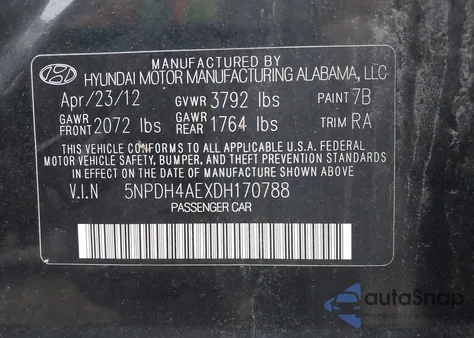 MANUFACTURED BY
HYUNDAI MOTOR MANUFACTURING ALABAMA, LLC
Apr/23/12 GVWR 3792 lbs PAINT 7B
GAWR FRONT 2072 lbs GAWR REAR 1764 lbs TRIM RA
THIS VEHICLE CONFORMS TO ALL APPLICABLE U.S.A. FEDERAL
MOTOR VEHICLE SAFETY, BUMPER, AND THEFT PREVENTION STANDARDS
IN EFFECT ON THE DATE OF MANUFACTURE SHOWN ABOVE
V.I.N 5NPDH4AEXDH170788
PASSENGER CAR
autoSnap